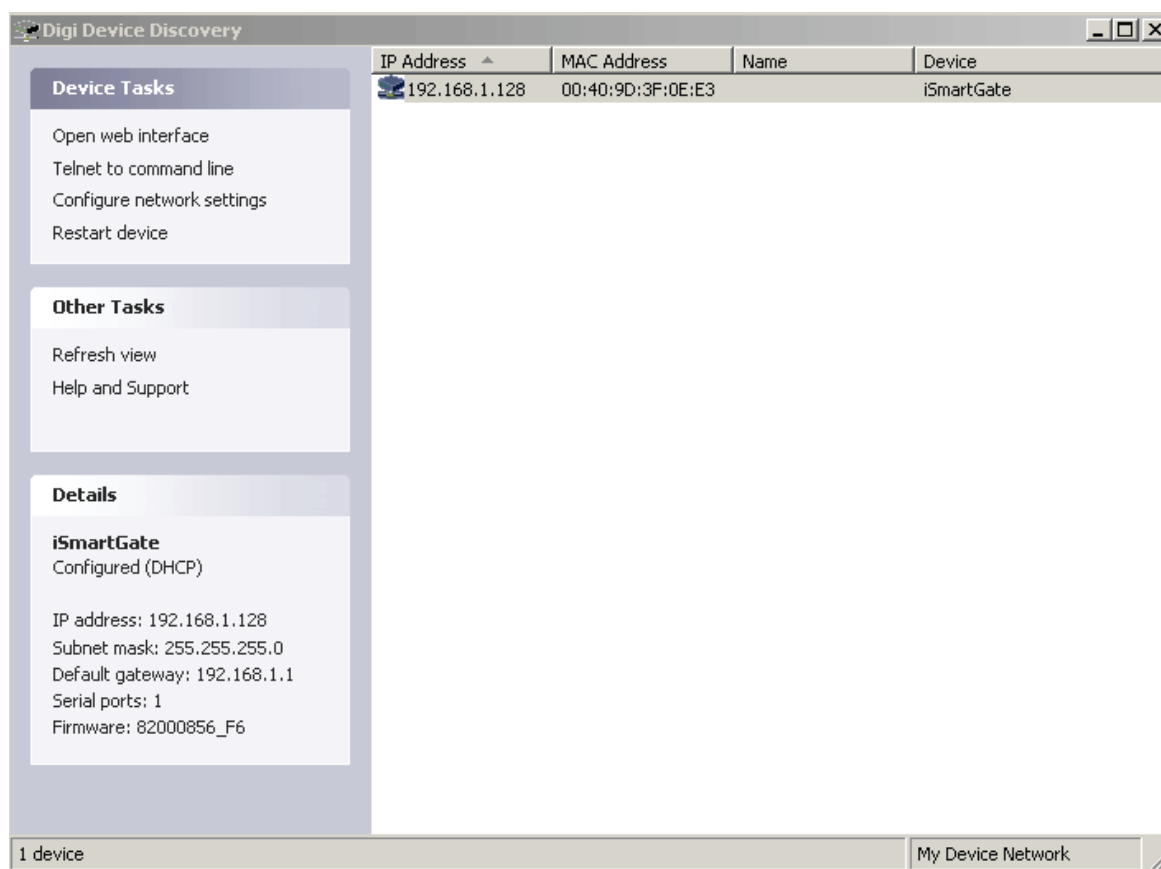 Digi Device Discovery
Device Tasks
Open web interface
Telnet to command line
Configure network settings
Restart device
Other Tasks
Refresh view
Help and Support
Details
iSmartGate
Configured (DHCP)
IP address: 192.168.1.128
Subnet mask: 255.255.255.0
Default gateway: 192.168.1.1
Serial ports: 1
Firmware: 82000856_F6
IP Address MAC Address Name Device
192.168.1.128 00:40:9D:3F:0E:E3 iSmartGate
1 device My Device Network